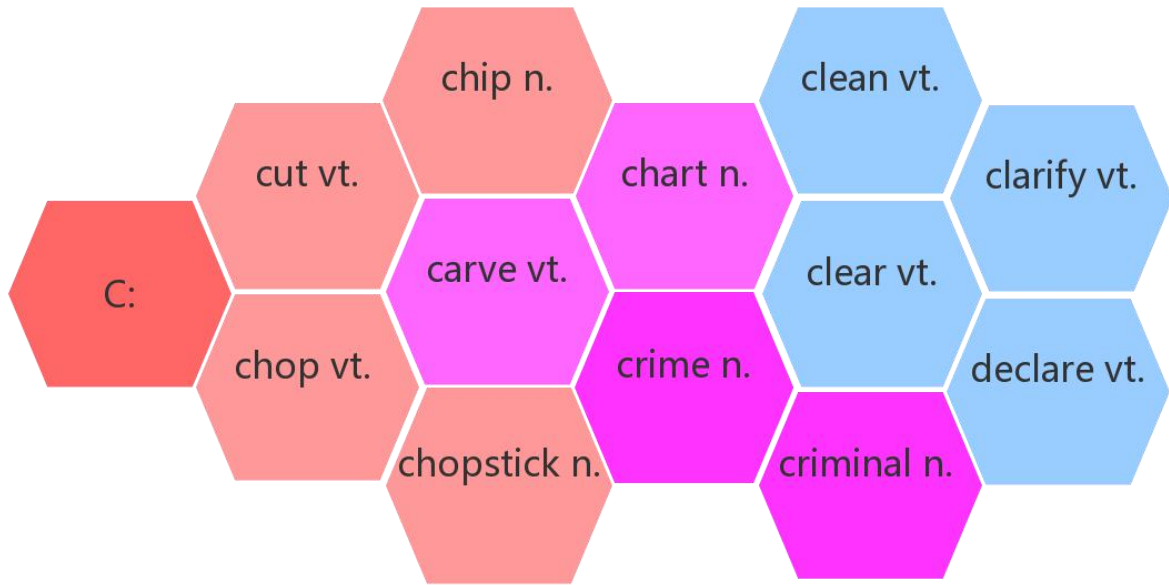 C:
cut vt.
chop vt.
chip n.
carve vt.
chopstick n.
chart n.
crime n.
clean vt.
clear vt.
criminal n.
clarify vt.
declare vt.